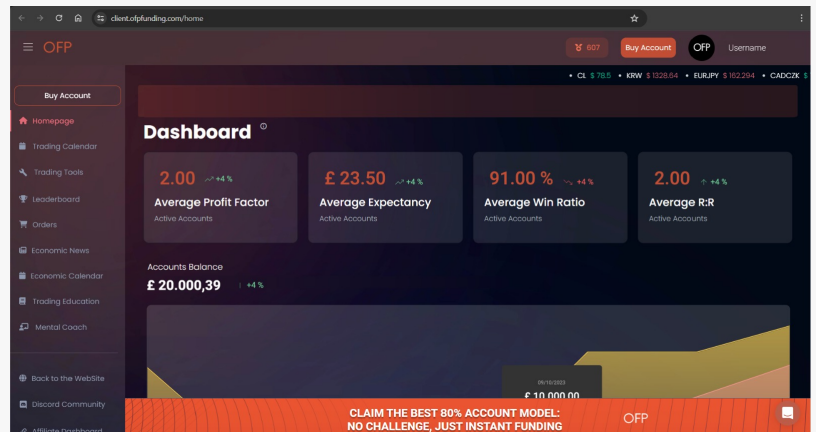 client.ofpfunding.com/home
OFP
607
Buy Account
OFP
Username
• CL $ 78.5 • KRW $ 1328.64 • EURJPY $ 162.294 • CADCZK $
Buy Account
Homepage
Trading Calendar
Trading Tools
Leaderboard
Orders
Economic News
Economic Calendar
Trading Education
Mental Coach
Back to the WebSite
Discord Community
Affiliate Dashboard
Dashboard
2.00 +4 %
Average Profit Factor
Active Accounts
£ 23.50 +4 %
Average Expectancy
Active Accounts
91.00 % +4 %
Average Win Ratio
Active Accounts
2.00 +4 %
Average R:R
Active Accounts
Accounts Balance
£ 20.000,39 +4 %
09/10/2023
£ 10,000.00
CLAIM THE BEST 80% ACCOUNT MODEL:
NO CHALLENGE, JUST INSTANT FUNDING
OFP